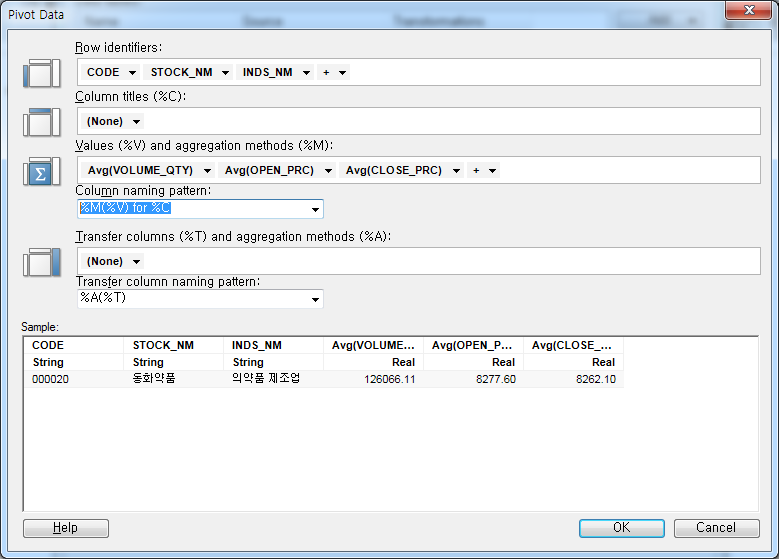 Pivot Data
Row identifiers:
CODE STOCK_NM INDS_NM +
Column titles (%C):
(None)
Values (%V) and aggregation methods (%M):
Avg(VOLUME_QTY) Avg(OPEN_PRC) Avg(CLOSE_PRC) +
Column naming pattern:
%M(%V) for %C
Transfer columns (%T) and aggregation methods (%A):
(None)
Transfer column naming pattern:
%A(%T)
Sample:
CODE STOCK_NM INDS_NM Avg(VOLUME... Avg(OPEN_P... Avg(CLOSE_...
String String String Real Real Real
000020 동화약품 의약품 제조업 126066.11 8277.60 8262.10
Help OK Cancel